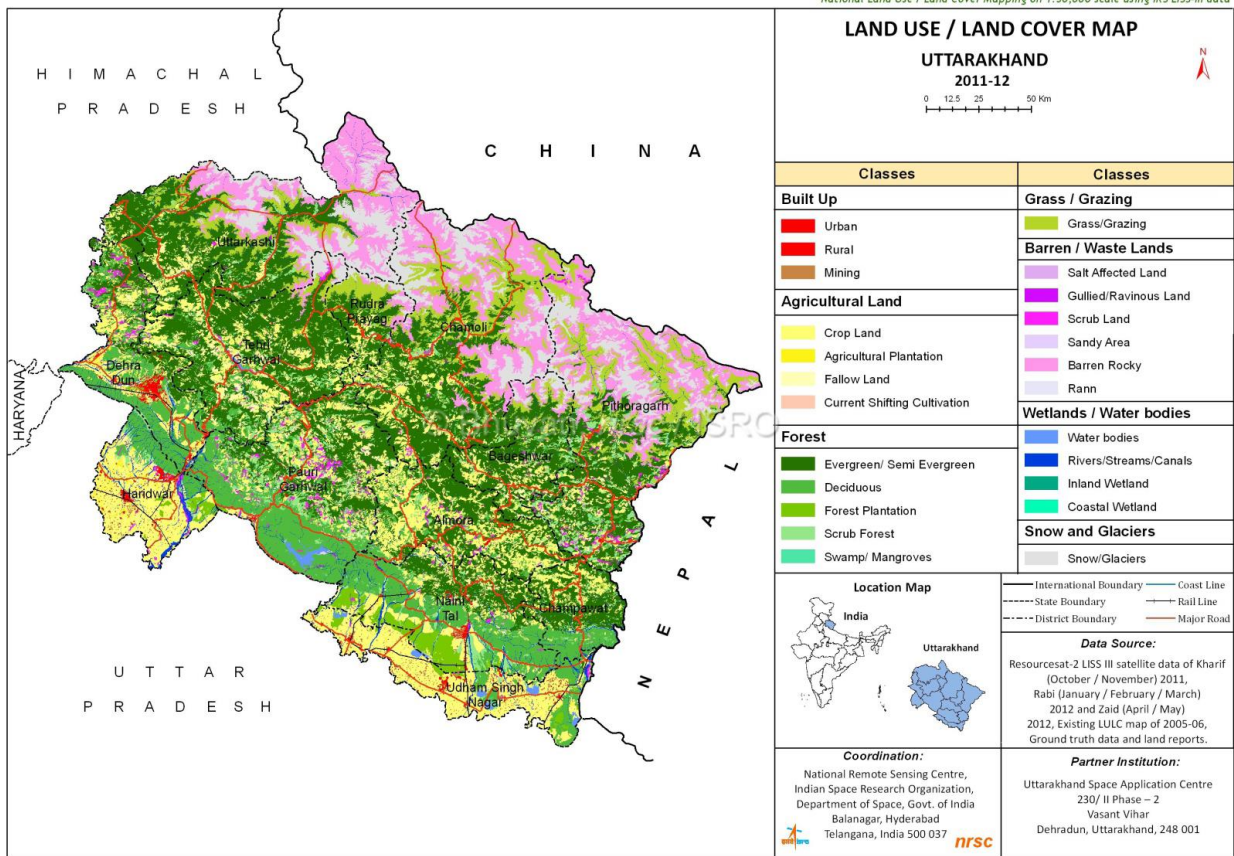 National Land Use / Land Cover Mapping on 1:50,000 scale using IRS LISS-III data
LAND USE / LAND COVER MAP
UTTARAKHAND
2011-12
0 12.5 25 50 Km
N
HIMACHAL
PRADESH
CHINA
HARYANA
NEPAL
UTTAR
PRADESH
Uttarkashi
Rudra
Prayag
Chamoli
Tehri
Garhwal
Dehra
Dun
Pithoragarh
Bageshwar
Pauri
Garhwal
Haridwar
Almora
Naini
Tal
Champawat
Udham Singh
Nagar
Classes
Built Up
Urban
Rural
Mining
Agricultural Land
Crop Land
Agricultural Plantation
Fallow Land
Current Shifting Cultivation
Forest
Evergreen/ Semi Evergreen
Deciduous
Forest Plantation
Scrub Forest
Swamp/ Mangroves
Classes
Grass / Grazing
Grass/Grazing
Barren / Waste Lands
Salt Affected Land
Gullied/Ravinous Land
Scrub Land
Sandy Area
Barren Rocky
Rann
Wetlands / Water bodies
Water bodies
Rivers/Streams/Canals
Inland Wetland
Coastal Wetland
Snow and Glaciers
Snow/Glaciers
Location Map
India
Uttarakhand
International Boundary
Coast Line
State Boundary
Rail Line
District Boundary
Major Road
Data Source:
Resourcesat-2 LISS III satellite data of Kharif
(October / November) 2011,
Rabi (January / February / March)
2012 and Zaid (April / May)
2012, Existing LULC map of 2005-06,
Ground truth data and land reports.
Coordination:
National Remote Sensing Centre,
Indian Space Research Organization,
Department of Space, Govt. of India
Balanagar, Hyderabad
Telangana, India 500 037
nrsc
Partner Institution:
Uttarakhand Space Application Centre
230/ II Phase – 2
Vasant Vihar
Dehradun, Uttarakhand, 248 001